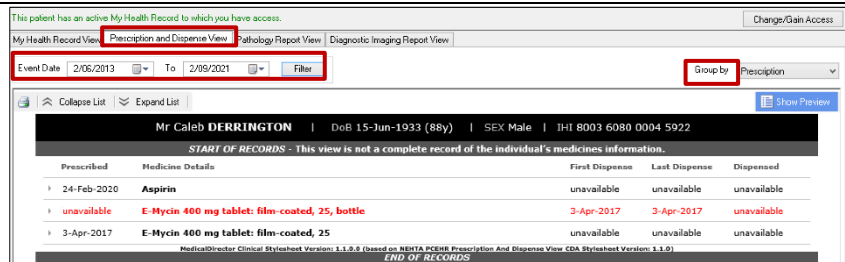 This patient has an active My Health Record to which you have access.
Change/Gain Access
My Health Record View Prescription and Dispense View Pathology Report View Diagnostic Imaging Report View
Event Date 2/06/2013 To 2/09/2021 Filter Group by Prescription
Collapse List Expand List Show Preview
Mr Caleb DERRINGTON | DoB 15-Jun-1933 (88y) | SEX Male | IHI 8003 6080 0004 5922
START OF RECORDS - This view is not a complete record of the individual's medicines information.
Prescribed Medicine Details First Dispense Last Dispense Dispensed
24-Feb-2020 Aspirin unavailable unavailable unavailable
unavailable E-Mycin 400 mg tablet: film-coated, 25, bottle 3-Apr-2017 3-Apr-2017 unavailable
3-Apr-2017 E-Mycin 400 mg tablet: film-coated, 25 unavailable unavailable unavailable
MedicalDirector Clinical Stylesheet Version: 1.1.0.0 (based on NEHTA PCEHR Prescription And Dispense View CDA Stylesheet Version: 1.1.0)
END OF RECORDS